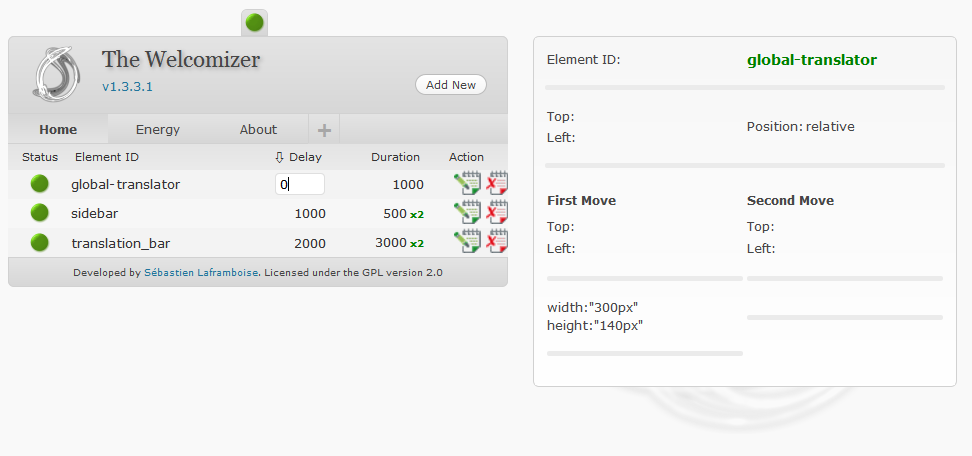 The Welcomizer
v1.3.3.1
Add New
Home Energy About +
Status Element ID ⇩ Delay Duration Action
global-translator 0 1000
sidebar 1000 500 x2
translation_bar 2000 3000 x2
Developed by Sébastien Laframboise. Licensed under the GPL version 2.0
Element ID: global-translator
Top:
Left:
Position: relative
First Move
Top:
Left:
width:"300px"
height:"140px"
Second Move
Top:
Left: